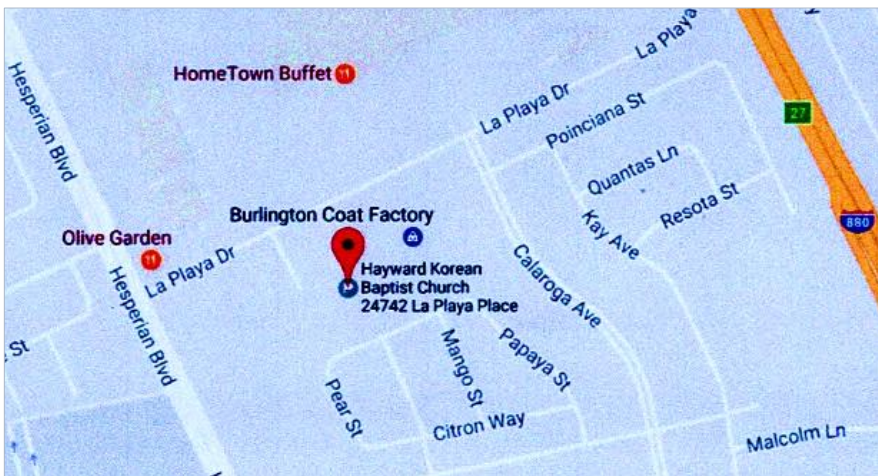 La Playa
HomeTown Buffet
La Playa Dr
Hesperian Blvd
Poinciana St
27
Quantas Ln
Resota St
Burlington Coat Factory
Kay Ave
880
Olive Garden
La Playa Dr
Calaroga Ave
Hayward Korean
Baptist Church
24742 La Playa Place
Hesperian Blvd
St
Mango St
Papaya St
Pear St
Citron Way
Malcolm Ln